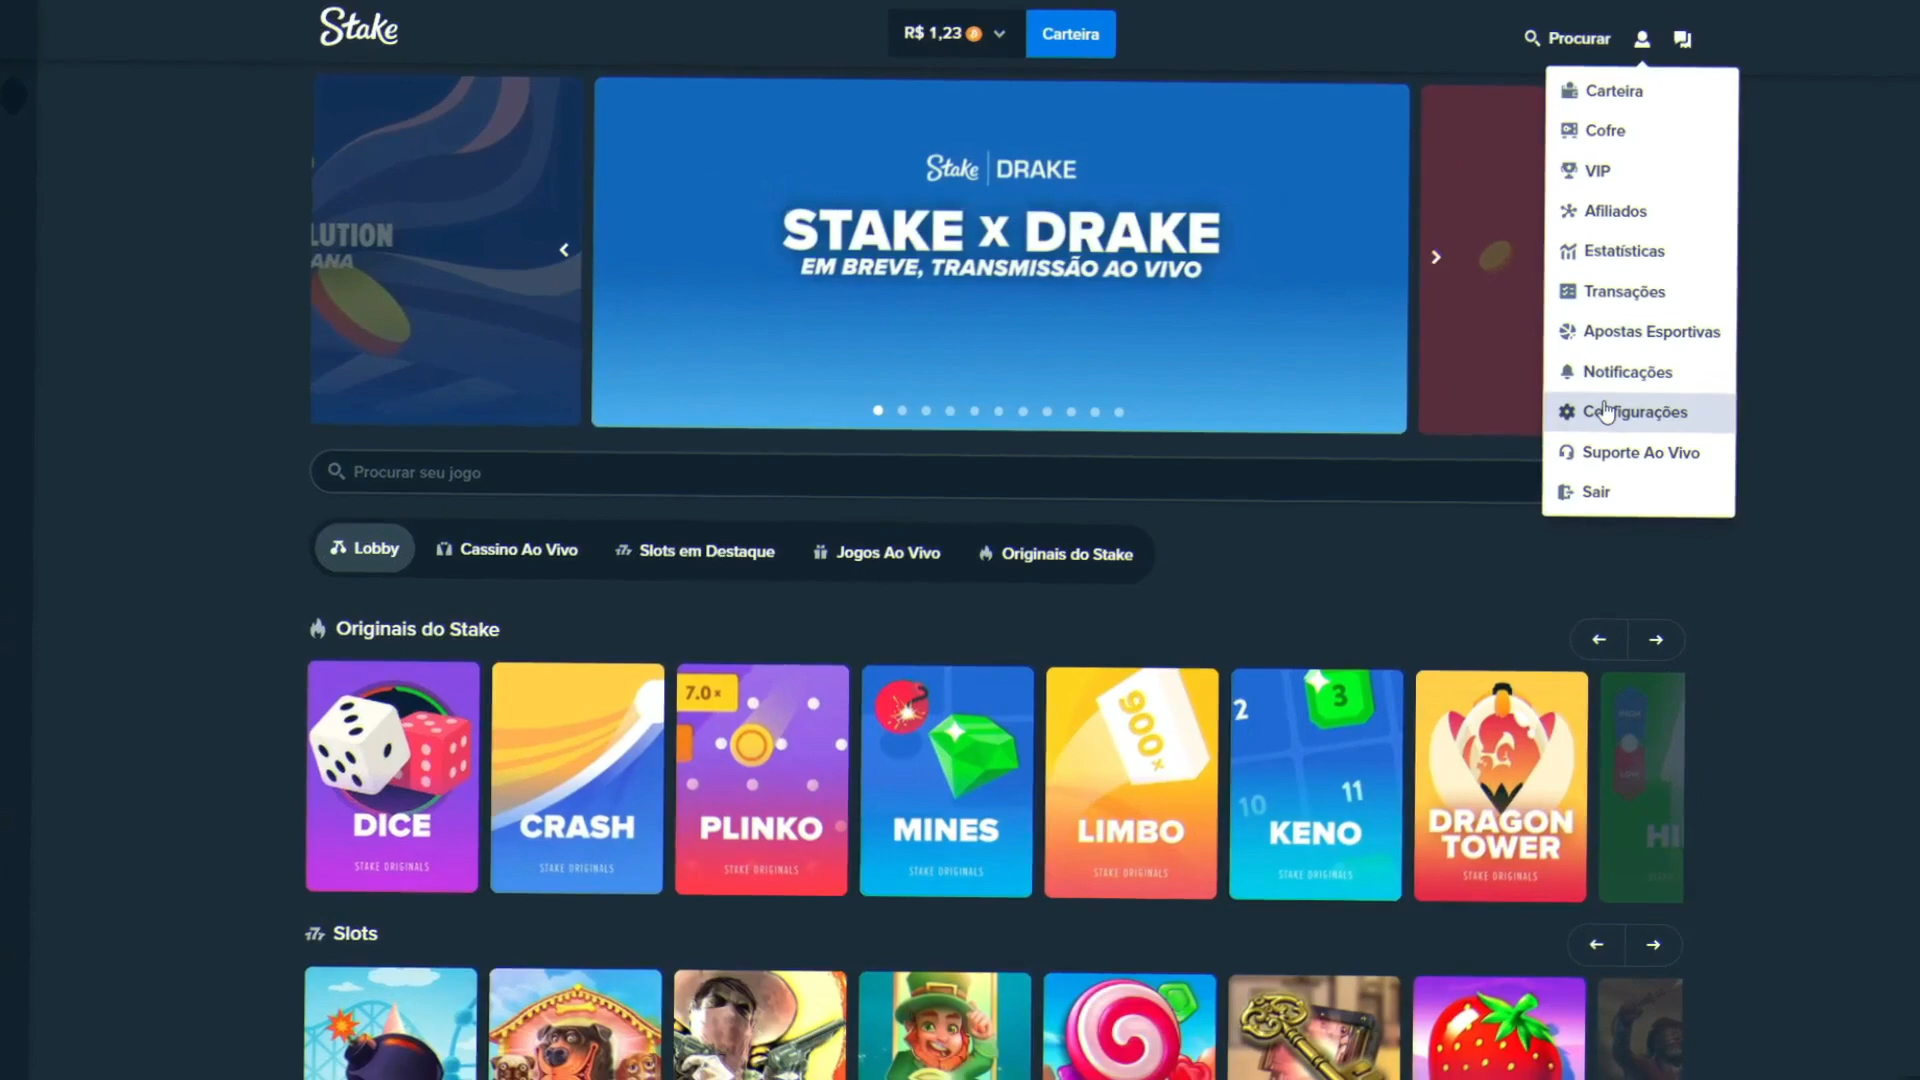 Stake
R$ 1,23
Carteira
Procurar
Carteira
Cofre
VIP
Afiliados
Estatísticas
Transações
Apostas Esportivas
Notificações
Configurações
Suporte Ao Vivo
Sair
LUTION
ANA
Stake | DRAKE
STAKE x DRAKE
EM BREVE, TRANSMISSÃO AO VIVO
Procurar seu jogo
Lobby
Cassino Ao Vivo
Slots em Destaque
Jogos Ao Vivo
Originais do Stake
Originais do Stake
7.0×
900×
2
3
10
11
HIGH
LOW
DICE
CRASH
PLINKO
MINES
LIMBO
KENO
DRAGON
TOWER
HI
STAKE ORIGINALS
STAKE ORIGINALS
STAKE ORIGINALS
STAKE ORIGINALS
STAKE ORIGINALS
STAKE ORIGINALS
STAKE ORIGINALS
Slots